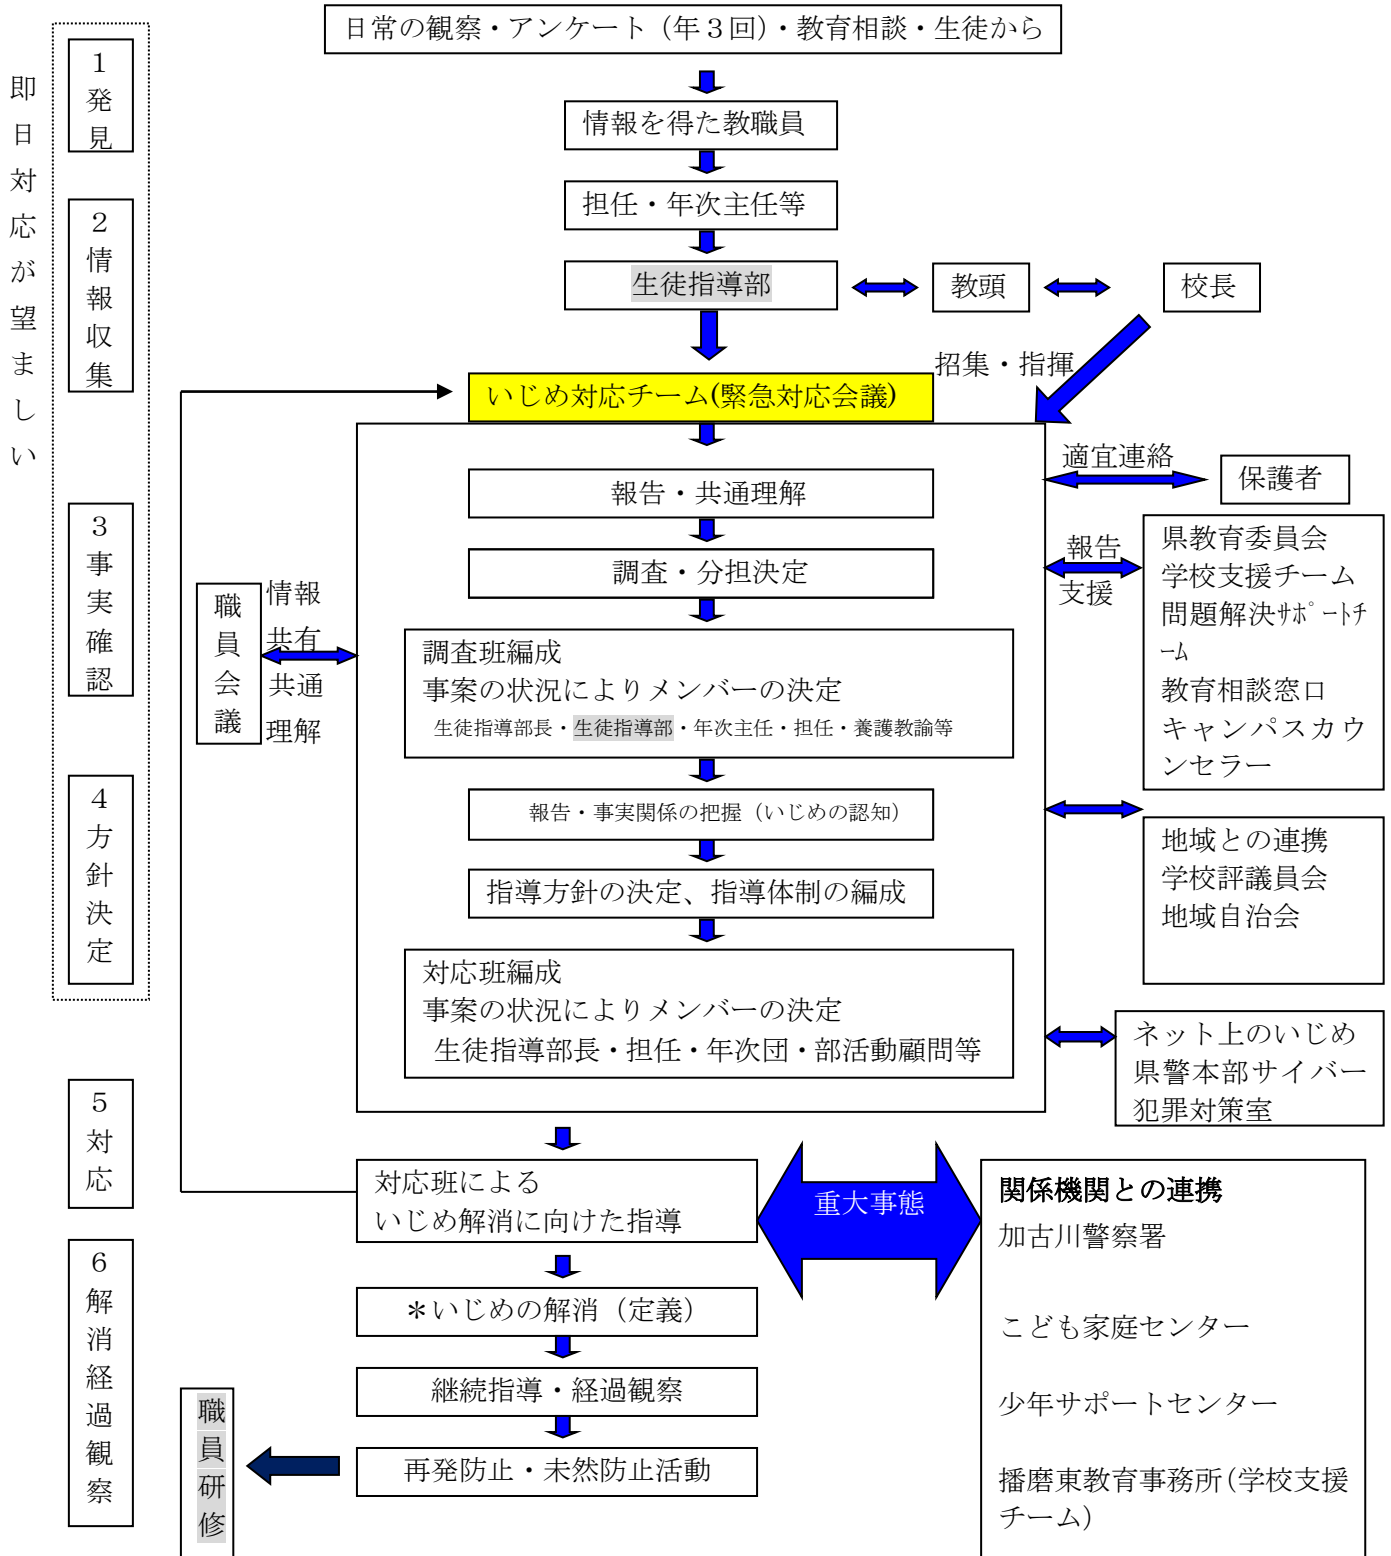 日常の観察・アンケート（年３回）・教育相談・生徒から
即日対応が望ましい
１発見
情報を得た教職員
担任・年次主任等
２情報収集
生徒指導部
教頭
校長
招集・指揮
いじめ対応チーム(緊急対応会議)
適宜連絡
保護者
報告・共通理解
３事実確認
調査・分担決定
報告
支援
県教育委員会
学校支援チーム
問題解決ｻﾎﾟｰﾄﾁ
ｰﾑ
教育相談窓口
キャンパスカウ
ンセラー
職員会議
情報
共有
共通
理解
調査班編成
事案の状況によりメンバーの決定
生徒指導部長・生徒指導部・年次主任・担任・養護教諭等
４方針決定
報告・事実関係の把握（いじめの認知）
指導方針の決定、指導体制の編成
地域との連携
学校評議員会
地域自治会
対応班編成
事案の状況によりメンバーの決定
生徒指導部長・担任・年次団・部活動顧問等
ネット上のいじめ
県警本部サイバー
犯罪対策室
５対応
対応班による
いじめ解消に向けた指導
重大事態
関係機関との連携
加古川警察署
こども家庭センター
少年サポートセンター
播磨東教育事務所(学校支援
チーム)
６解消経過観察
＊いじめの解消（定義）
継続指導・経過観察
再発防止・未然防止活動
職員研修